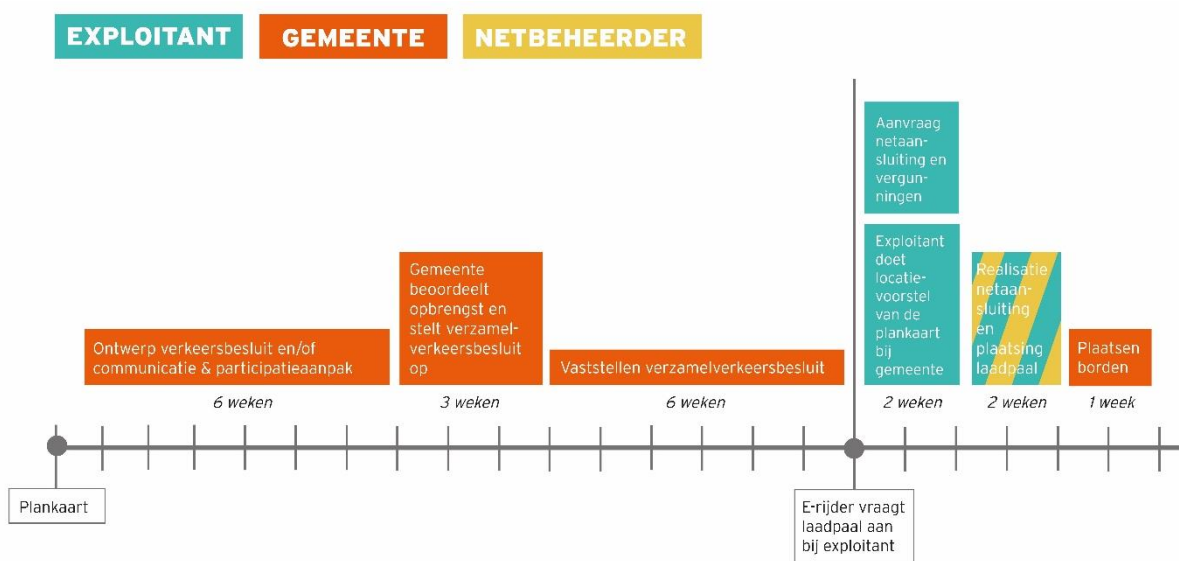 EXPLOITANT
GEMEENTE
NETBEHEERDER
Ontwerp verkeersbesluit en/of
communicatie & participatieaanpak
6 weken
Gemeente
beoordeelt
opbrengst en
stelt verzamel-
verkeersbesluit
op
3 weken
Vaststellen verzamelverkeersbesluit
6 weken
Aanvraag
netaan-
sluiting en
vergun-
ningen
Exploitant
doet
locatie-
voorstel
van de
plankaart
bij
gemeente
2 weken
Realisatie
netaan-
sluiting
en
plaatsing
laadpaal
2 weken
Plaatsen
borden
1 week
Plankaart
E-rijder vraagt
laadpaal aan
bij exploitant